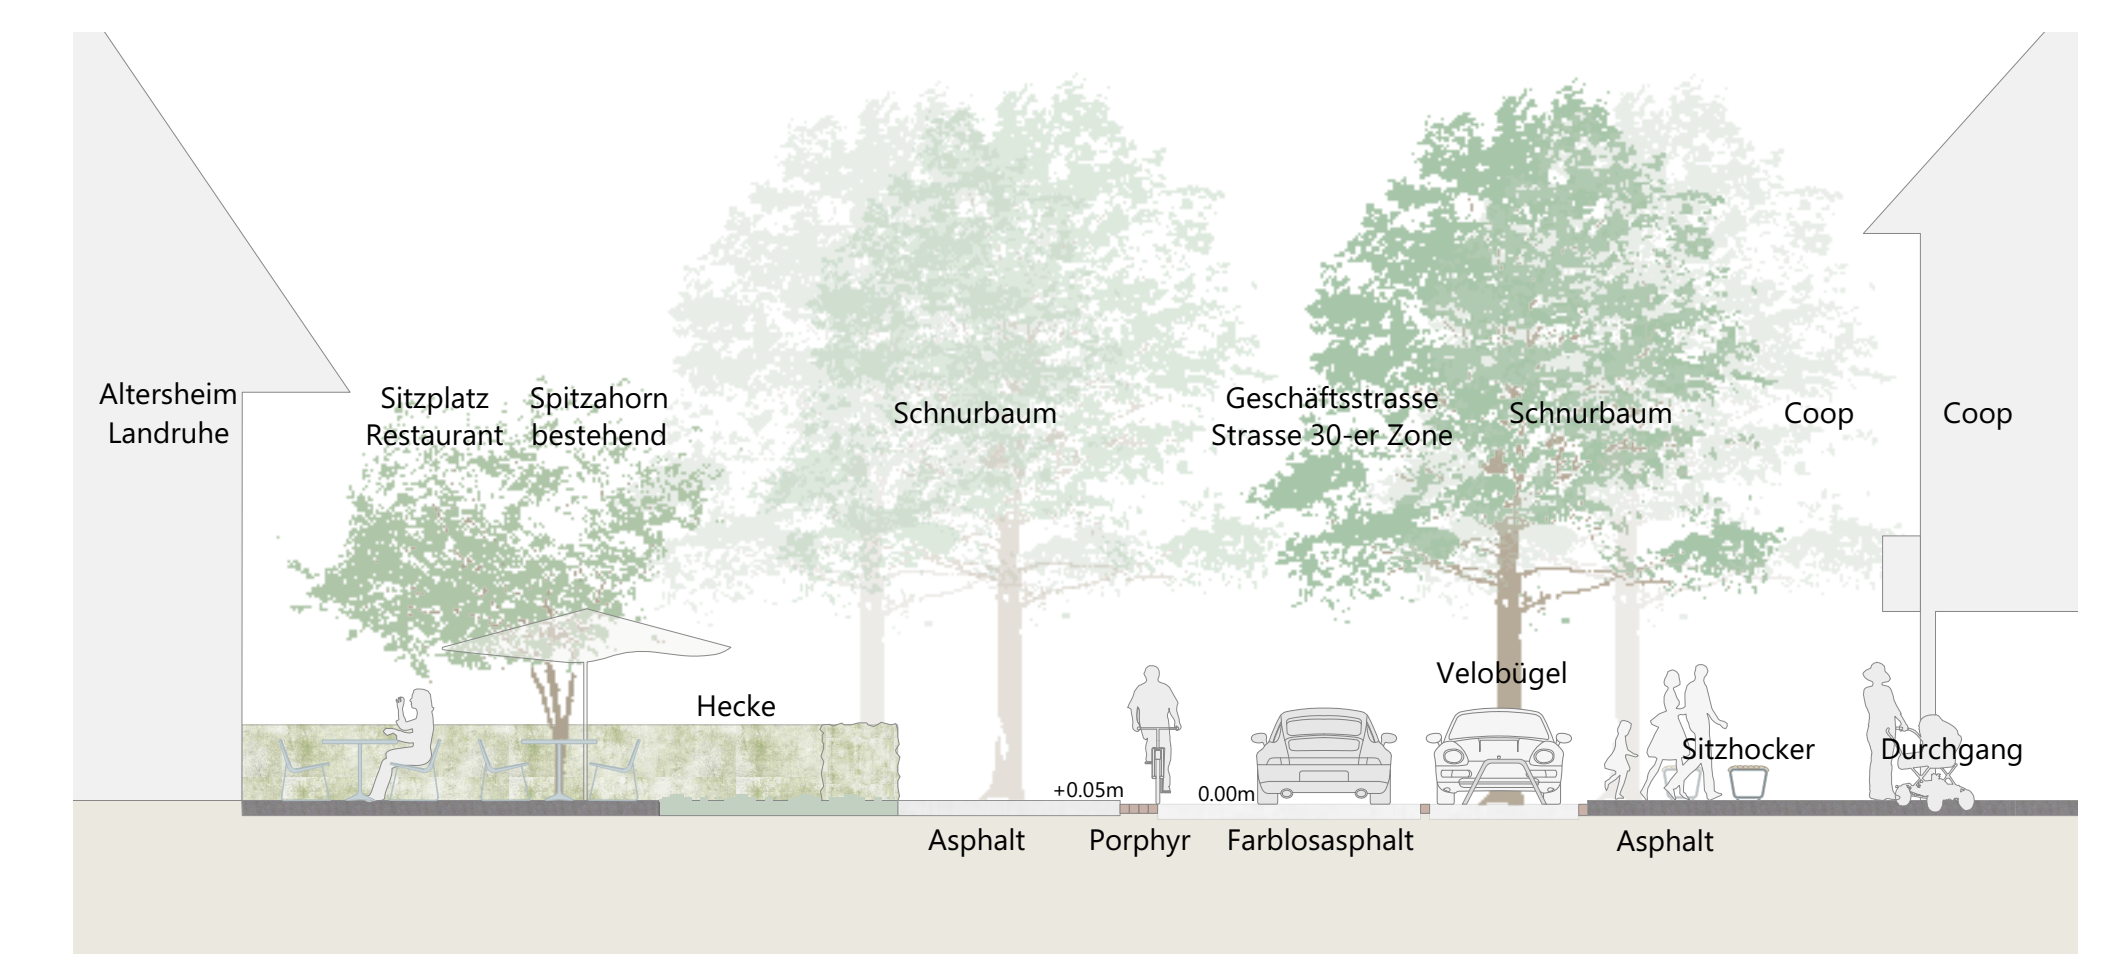 Altersheim
Landruhe
Sitzplatz
Restaurant
Spitzahorn
bestehend
Schnurbaum
Geschäftsstrasse
Strasse 30-er Zone
Schnurbaum
Coop
Coop
Velobügel
Hecke
Sitzhocker
Durchgang
+0.05m
0.00m
Asphalt
Porphyr
Farblosasphalt
Asphalt